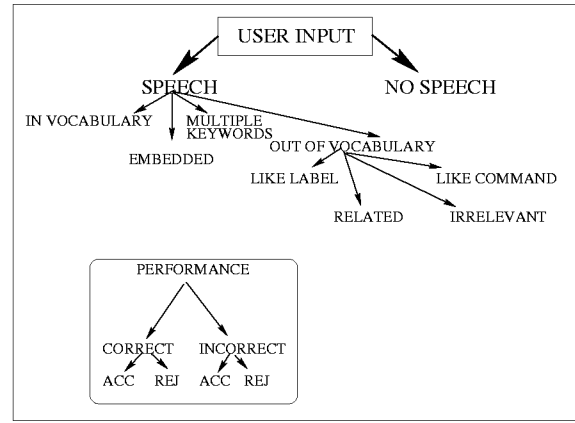 USER INPUT
SPEECH
NO SPEECH
IN VOCABULARY
MULTIPLE
KEYWORDS
EMBEDDED
OUT OF VOCABULARY
LIKE LABEL
LIKE COMMAND
RELATED
IRRELEVANT
PERFORMANCE
CORRECT
INCORRECT
ACC
REJ
ACC
REJ